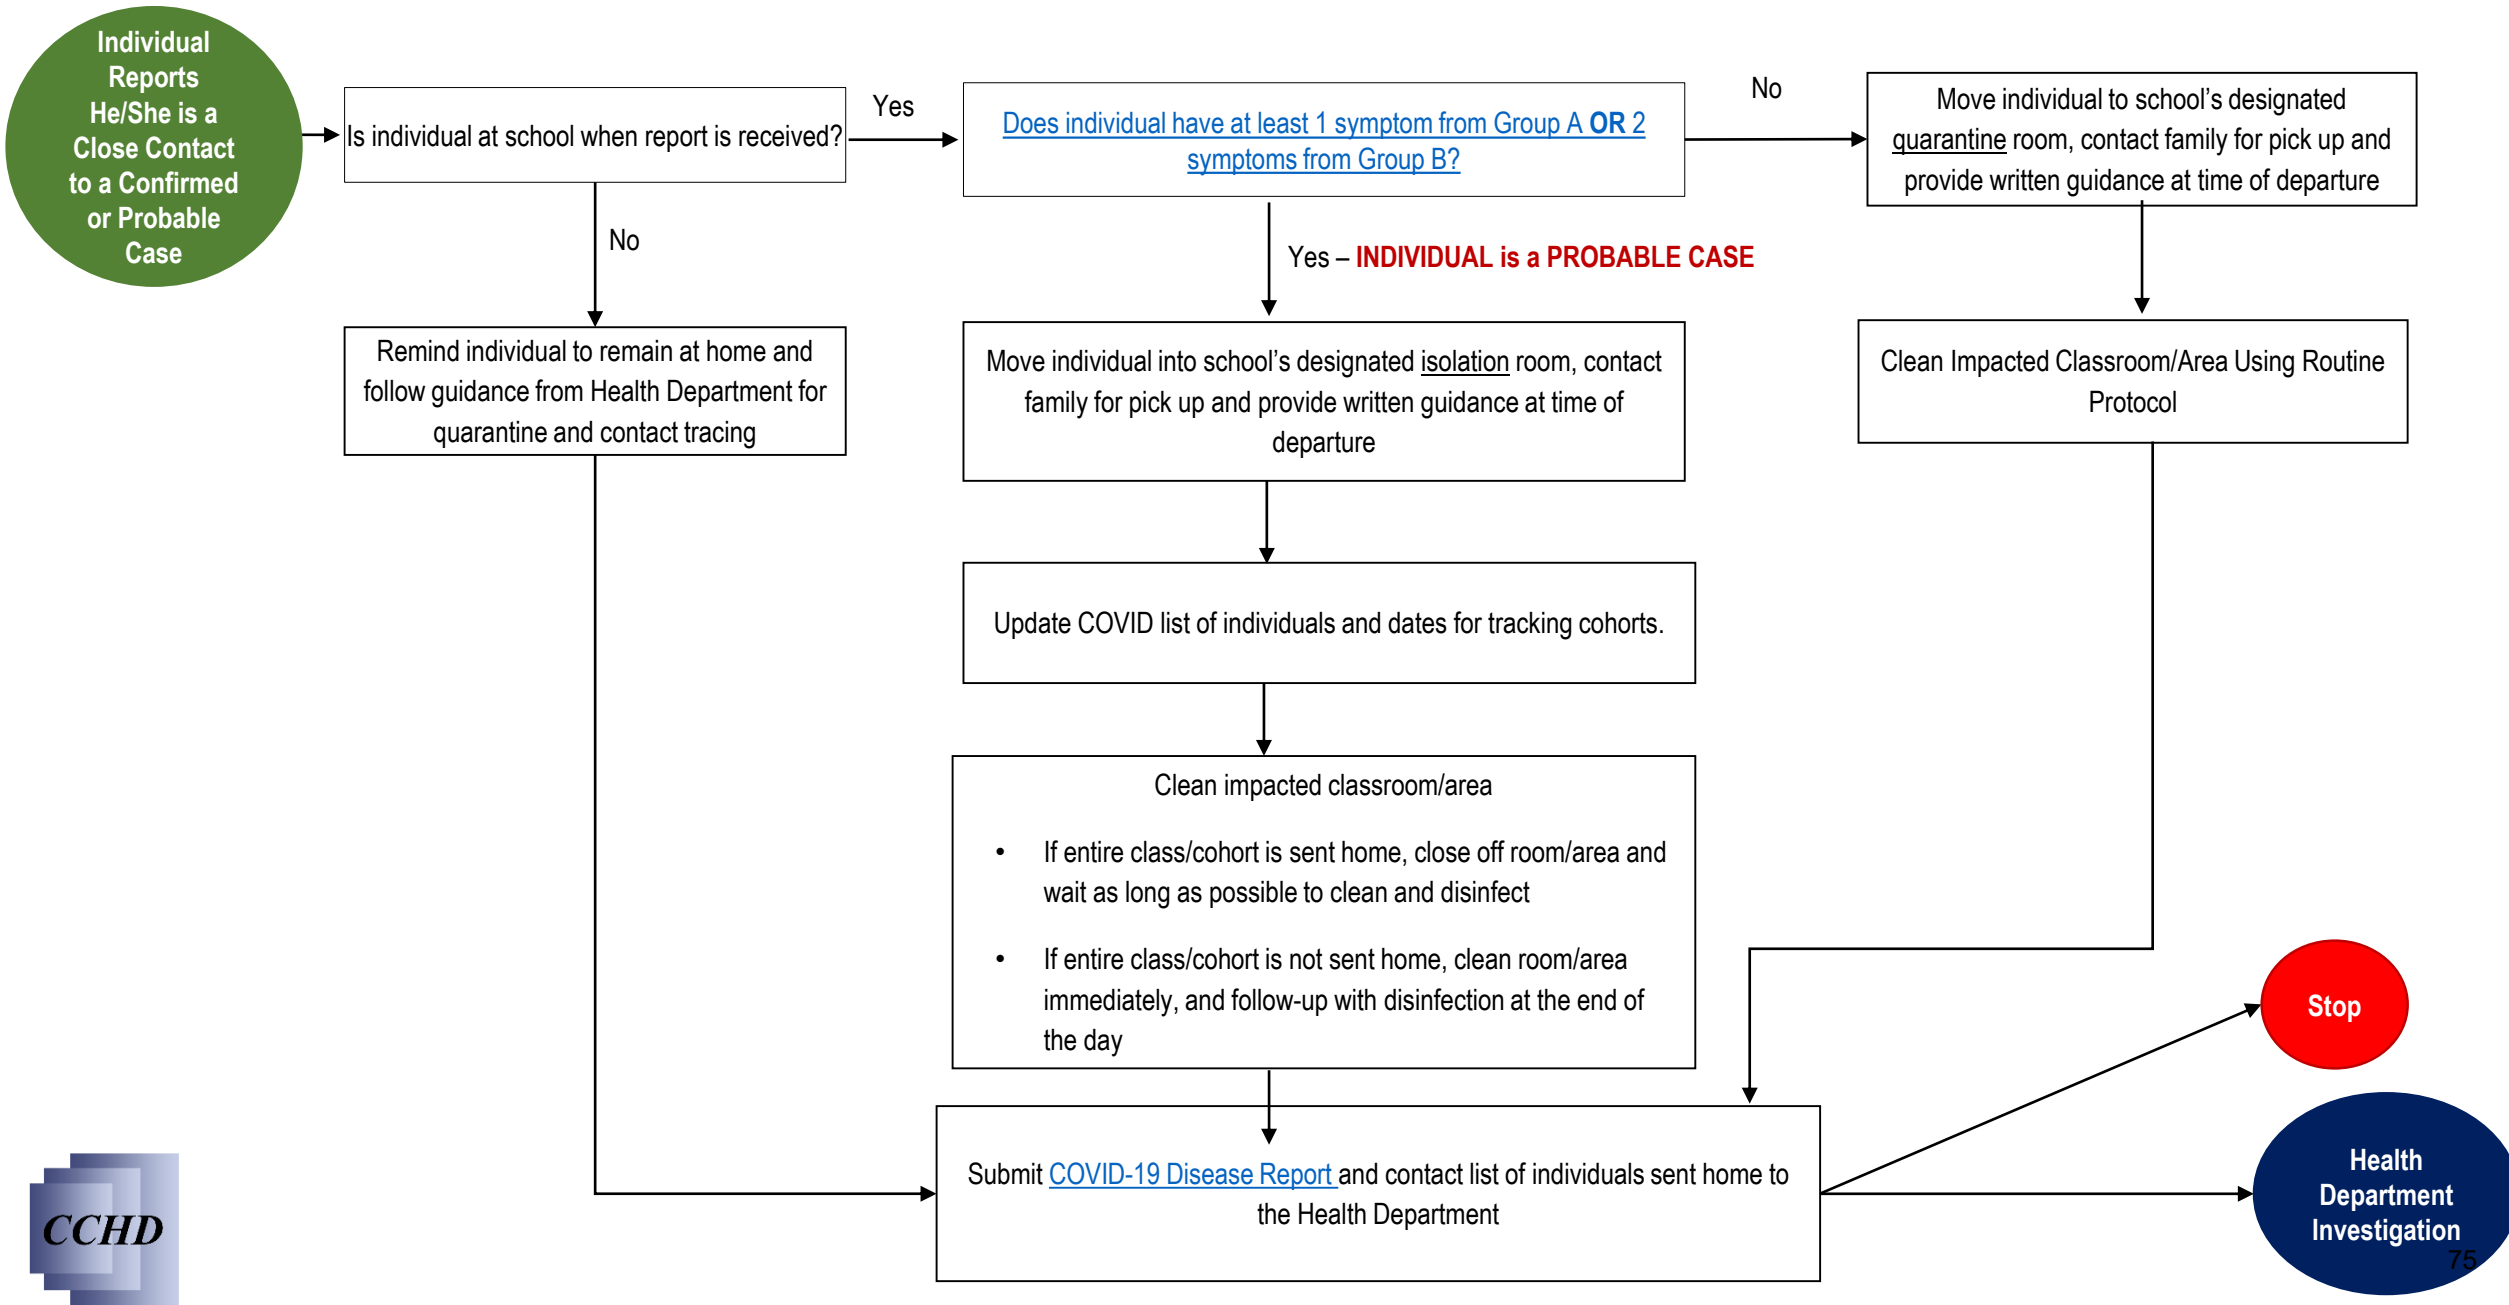 Individual
Reports
He/She is a
Close Contact
to a Confirmed
or Probable
Case
Is individual at school when report is received?
Yes
No
Does individual have at least 1 symptom from Group A OR 2
symptoms from Group B?
No
Move individual to school’s designated
quarantine room, contact family for pick up and
provide written guidance at time of departure
Yes – INDIVIDUAL is a PROBABLE CASE
Remind individual to remain at home and
follow guidance from Health Department for
quarantine and contact tracing
Move individual into school’s designated isolation room, contact
family for pick up and provide written guidance at time of
departure
Clean Impacted Classroom/Area Using Routine
Protocol
Update COVID list of individuals and dates for tracking cohorts.
Clean impacted classroom/area
• If entire class/cohort is sent home, close off room/area and
wait as long as possible to clean and disinfect
• If entire class/cohort is not sent home, clean room/area
immediately, and follow-up with disinfection at the end of
the day
Submit COVID-19 Disease Report and contact list of individuals sent home to
the Health Department
Stop
Health
Department
Investigation
75
CCHD